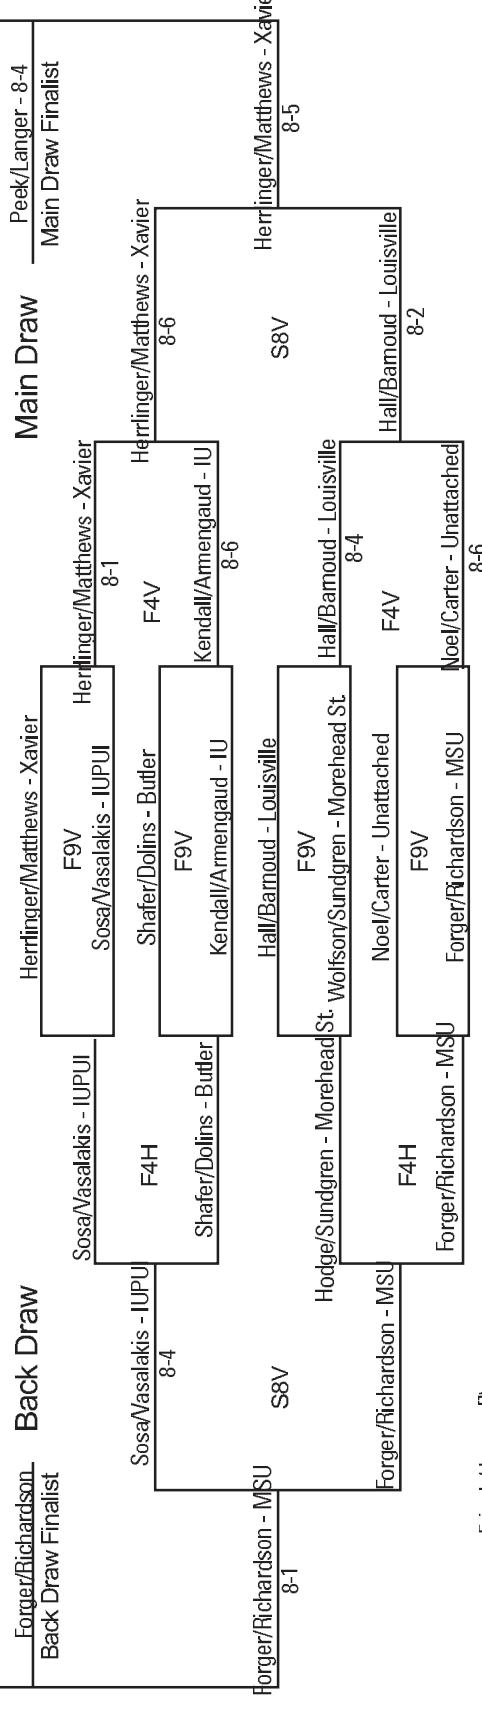 Forger/Richardson
Back Draw Finalist
Back Draw
Main Draw
Peek/Langer - 8-4
Main Draw Finalist
Herrlinger/Matthews - Xavier
F9V
Sosa/Vasalakis - IUPUI
Sosa/Vasalakis - IUPUI
Herrlinger/Matthews - Xavier
8-1
Sosa/Vasalakis - IUPUI
8-4
F4H
Shafer/Dolins - Butler
F9V
Kendall/Armengaud - IU
F4V
Herrlinger/Matthews - Xavier
8-6
Shafer/Dolins - Butler
Kendall/Armengaud - IU
8-6
Forger/Richardson - MSU
8-1
S8V
Hall/Barnoud - Louisville
F9V
Wolfson/Sundgren - Morehead St.
S8V
Herrlinger/Matthews - Xavie
8-5
Hodge/Sundgren - Morehead St.
Hall/Barnoud - Louisville
8-4
Forger/Richardson - MSU
F4H
Noel/Carter - Unattached
F9V
Forger/Richardson - MSU
F4V
Hall/Barnoud - Louisville
8-2
Forger/Richardson - MSU
Noel/Carter - Unattached
8-6